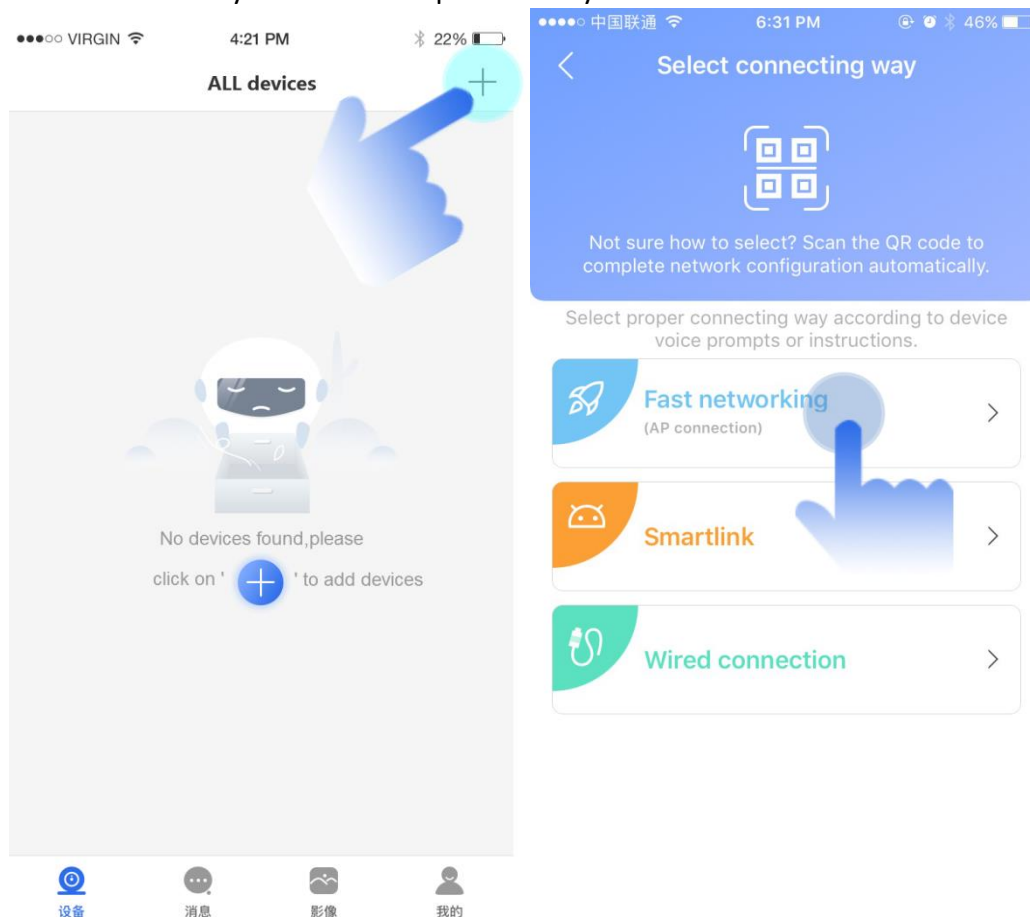 VIRGIN 4:21 PM 22%
ALL devices
No devices found,please
click on ' + ' to add devices
设备 消息 影像 我的
中国联通 6:31 PM 46%
Select connecting way
Not sure how to select? Scan the QR code to
complete network configuration automatically.
Select proper connecting way according to device
voice prompts or instructions.
Fast networking
(AP connection)
Smartlink
Wired connection